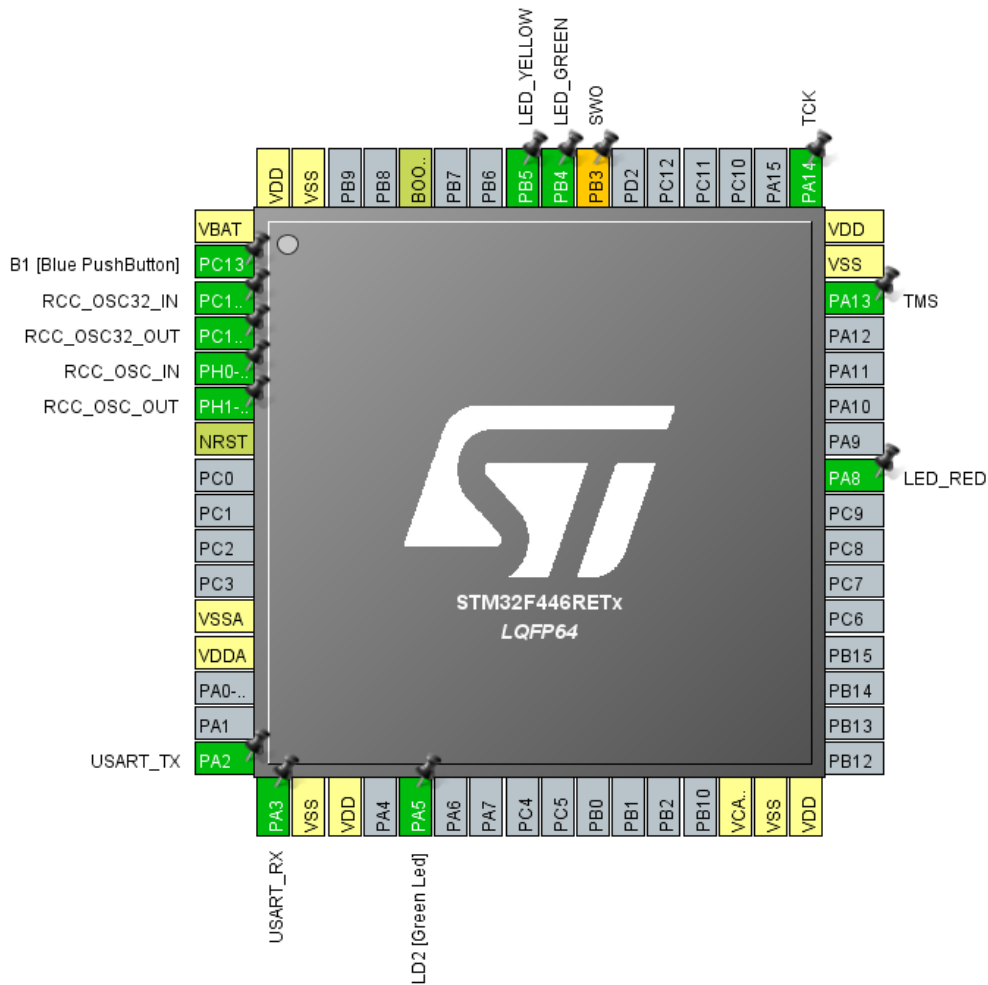 LED_YELLOW
LED_GREEN
SWO
TCK
VDD
VSS
PB9
PB8
BOO..
PB7
PB6
PB5
PB4
PB3
PD2
PC12
PC11
PC10
PA15
PA14
VBAT
B1 [Blue PushButton] PC13
RCC_OSC32_IN PC1..
RCC_OSC32_OUT PC1..
RCC_OSC_IN PH0-..
RCC_OSC_OUT PH1-..
NRST
PC0
PC1
PC2
PC3
VSSA
VDDA
PA0-..
PA1
USART_TX PA2
VDD
VSS
PA13 TMS
PA12
PA11
PA10
PA9
PA8 LED_RED
PC9
PC8
PC7
PC6
PB15
PB14
PB13
PB12
ST
STM32F446RETx
LQFP64
PA3
VSS
VDD
PA4
PA5
PA6
PA7
PC4
PC5
PB0
PB1
PB2
PB10
VCA..
VSS
VDD
USART_RX
LD2 [Green Led]